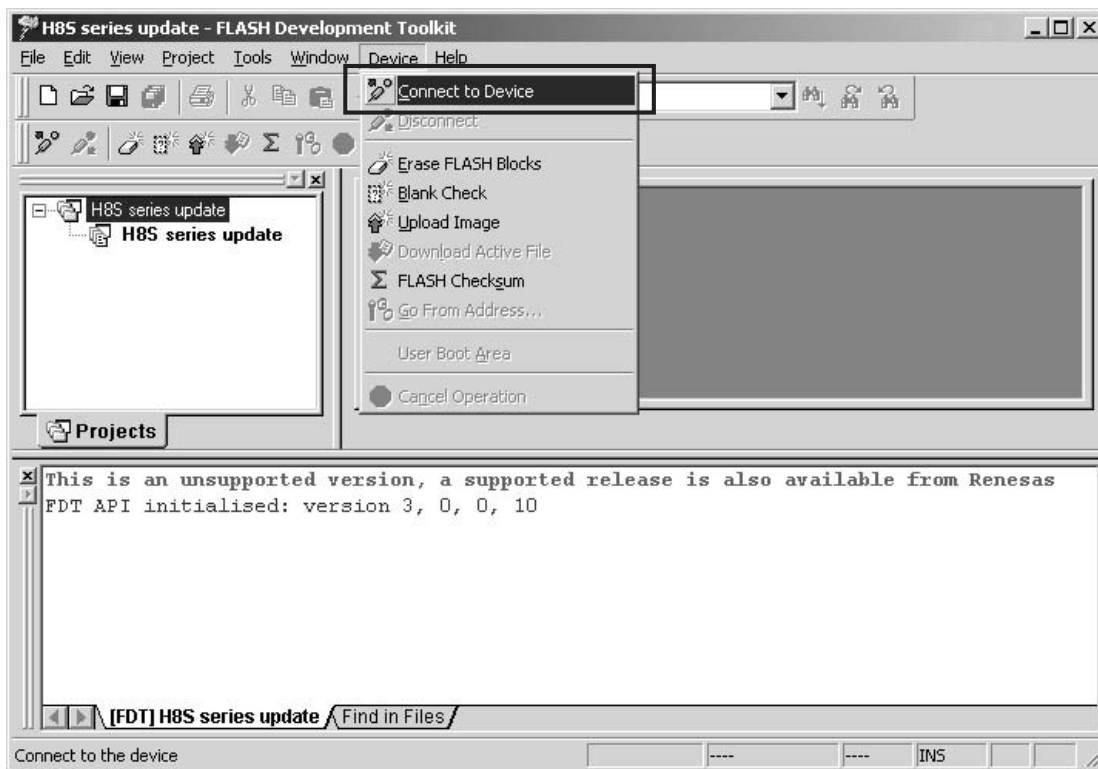 H8S series update - FLASH Development Toolkit
File Edit View Project Tools Window Device Help
Connect to Device
Disconnect
Erase FLASH Blocks
Blank Check
Upload Image
Download Active File
FLASH Checksum
Go From Address...
User Boot Area
Cancel Operation
H8S series update
H8S series update
Projects
This is an unsupported version, a supported release is also available from Renesas
FDT API initialised: version 3, 0, 0, 10
[FDT] H8S series update Find in Files
Connect to the device ---- ---- INS